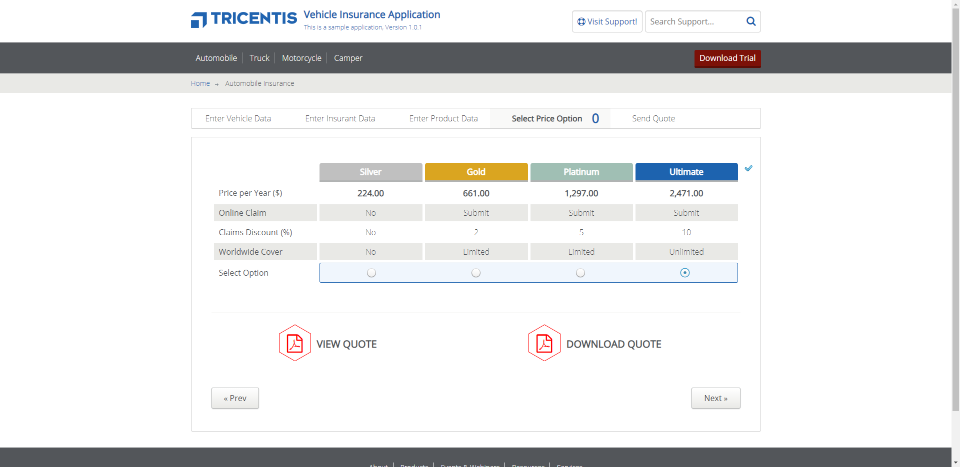 TRICENTIS
Vehicle Insurance Application
This is a sample application. Version 1.0.1
Visit Support!
Search Support...
Automobile Truck Motorcycle Camper
Download Trial
Home → Automobile Insurance
Enter Vehicle Data Enter Insurant Data Enter Product Data Select Price Option 0 Send Quote
Silver Gold Platinum Ultimate
Price per Year ($) 224.00 661.00 1,297.00 2,471.00
Online Claim No Submit Submit Submit
Claims Discount (%) No 2 5 10
Worldwide Cover No Limited Limited Unlimited
Select Option
VIEW QUOTE DOWNLOAD QUOTE
« Prev Next »
About Products Events & Webinars Resources Services